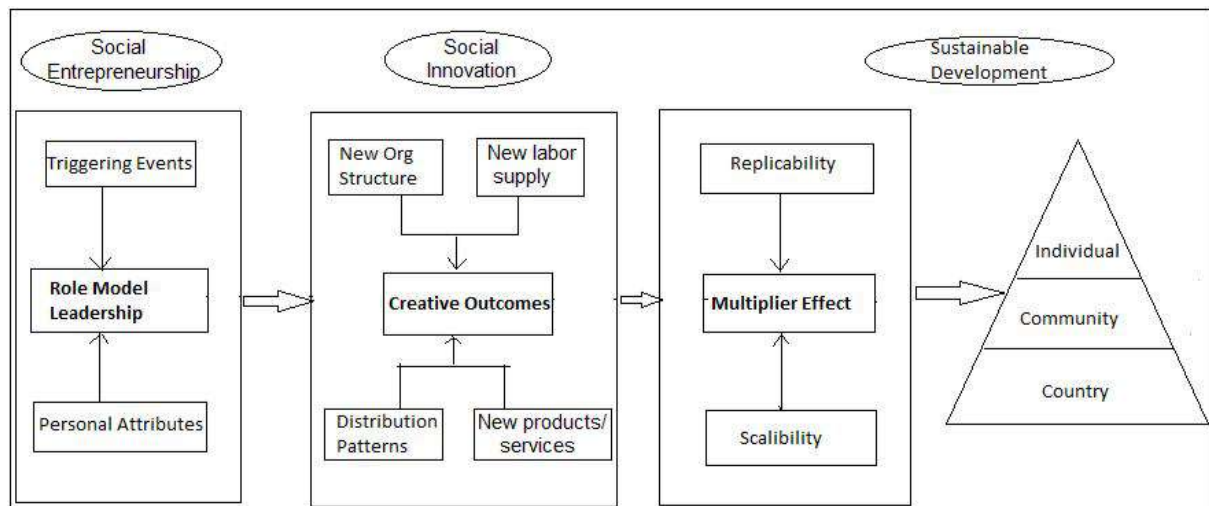 Social
Entrepreneurship
Social
Innovation
Sustainable
Development
Triggering Events
Role Model
Leadership
Personal Attributes
New Org
Structure
New labor
supply
Creative Outcomes
Distribution
Patterns
New products/
services
Replicability
Multiplier Effect
Scalibility
Individual
Community
Country